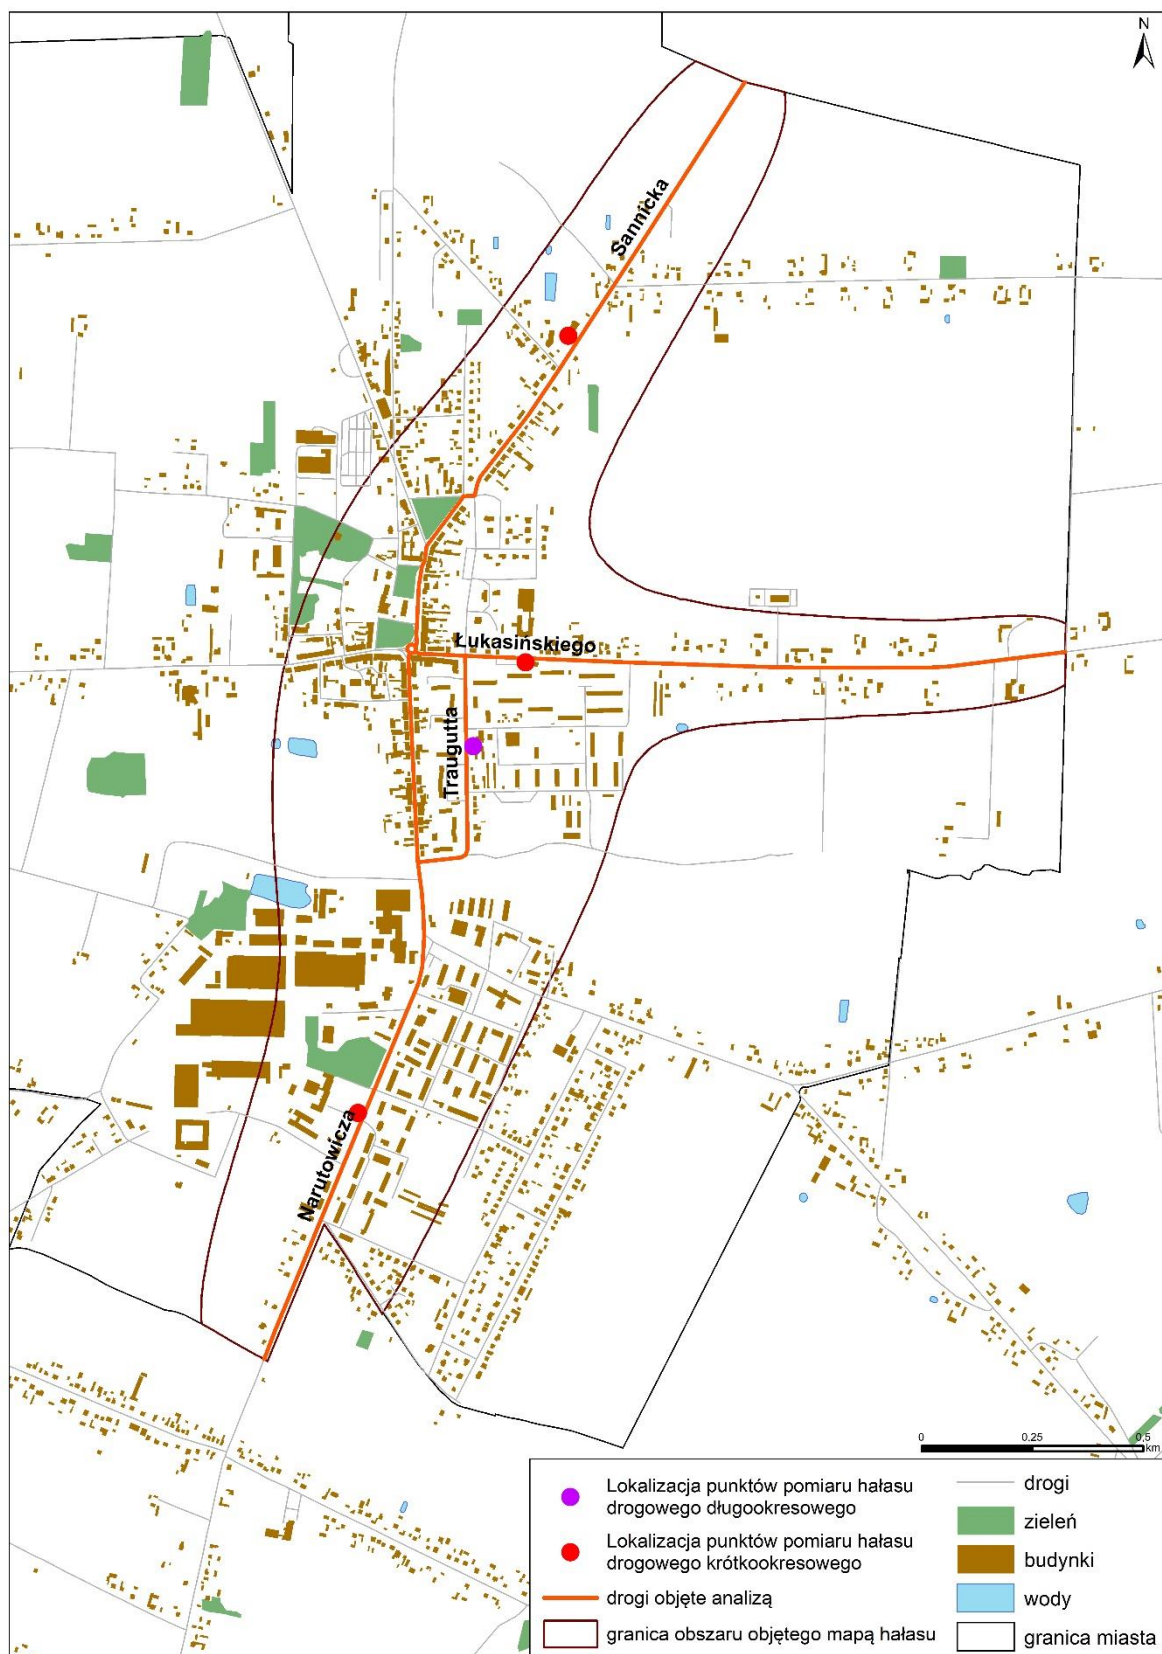 N
Sannicka
Łukasińskiego
Traugutta
Narutowicza
0 0.25 0,5
km
Lokalizacja punktów pomiaru hałasu
drogowego długookresowego
Lokalizacja punktów pomiaru hałasu
drogowego krótkookresowego
drogi objęte analizą
granica obszaru objętego mapą hałasu
drogi
zieleń
budynki
wody
granica miasta